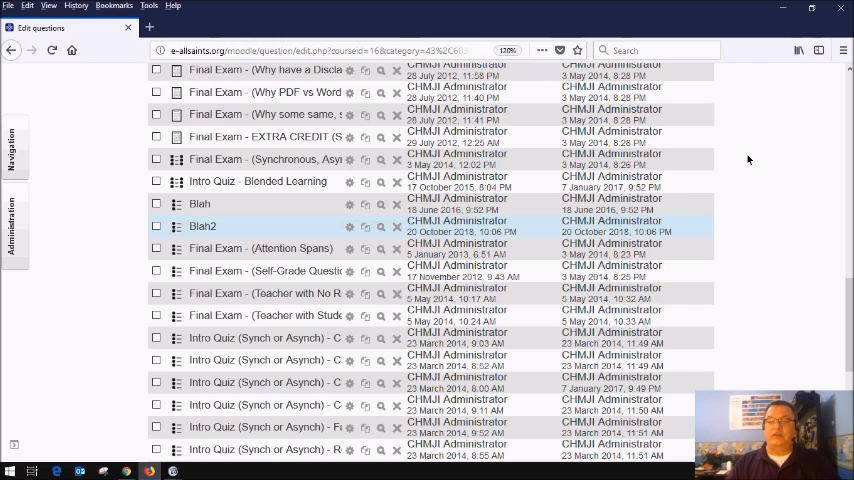 File Edit View History Bookmarks Tools Help
Edit questions
e-allsaints.org/moodle/question/edit.php?courseid=16&category=43%2C6
120%
Search
Navigation
Administration
Final Exam - (Why have a Discla
CHMJI Administrator
28 July 2012, 11:58 PM
CHMJI Administrator
3 May 2014, 8:28 PM
Final Exam - (Why PDF vs Word
CHMJI Administrator
28 July 2012, 11:40 PM
CHMJI Administrator
3 May 2014, 8:28 PM
Final Exam - (Why some same, s
CHMJI Administrator
28 July 2012, 11:41 PM
CHMJI Administrator
3 May 2014, 8:28 PM
Final Exam - EXTRA CREDIT (S
CHMJI Administrator
29 July 2012, 12:25 AM
CHMJI Administrator
3 May 2014, 8:28 PM
Final Exam - (Synchronous, Asyn
CHMJI Administrator
3 May 2014, 12:02 PM
CHMJI Administrator
3 May 2014, 8:26 PM
Intro Quiz - Blended Learning
CHMJI Administrator
17 October 2015, 8:04 PM
CHMJI Administrator
7 January 2017, 9:52 PM
Blah
CHMJI Administrator
18 June 2016, 9:52 PM
CHMJI Administrator
18 June 2016, 9:52 PM
Blah2
CHMJI Administrator
20 October 2018, 10:06 PM
CHMJI Administrator
20 October 2018, 10:06 PM
Final Exam - (Attention Spans)
CHMJI Administrator
5 January 2013, 6:51 AM
CHMJI Administrator
3 May 2014, 8:23 PM
Final Exam - (Self-Grade Questio
CHMJI Administrator
17 November 2012, 9:43 AM
CHMJI Administrator
3 May 2014, 8:25 PM
Final Exam - (Teacher with No R
CHMJI Administrator
5 May 2014, 10:17 AM
CHMJI Administrator
5 May 2014, 10:32 AM
Final Exam - (Teacher with Stude
CHMJI Administrator
5 May 2014, 10:24 AM
CHMJI Administrator
5 May 2014, 10:33 AM
Intro Quiz (Synch or Asynch) - C
CHMJI Administrator
23 March 2014, 9:03 AM
CHMJI Administrator
23 March 2014, 11:49 AM
Intro Quiz (Synch or Asynch) - C
CHMJI Administrator
23 March 2014, 8:52 AM
CHMJI Administrator
23 March 2014, 11:49 AM
Intro Quiz (Synch or Asynch) - C
CHMJI Administrator
23 March 2014, 8:00 AM
CHMJI Administrator
7 January 2017, 9:49 PM
Intro Quiz (Synch or Asynch) - C
CHMJI Administrator
23 March 2014, 9:11 AM
CHMJI Administrator
23 March 2014, 11:50 AM
Intro Quiz (Synch or Asynch) - Fa
CHMJI Administrator
23 March 2014, 9:52 AM
CHMJI Administrator
23 March 2014, 11:51 AM
Intro Quiz (Synch or Asynch) - R
CHMJI Administrator
23 March 2014, 8:55 AM
CHMJI Administrator
23 March 2014, 11:51 AM